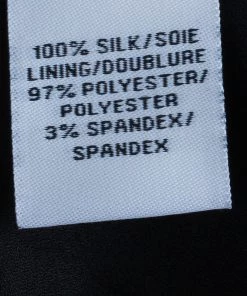 100% SILK/SOIE
LINING/DOUBLURE
97% POLYESTER/
POLYESTER
3% SPANDEX/
SPANDEX